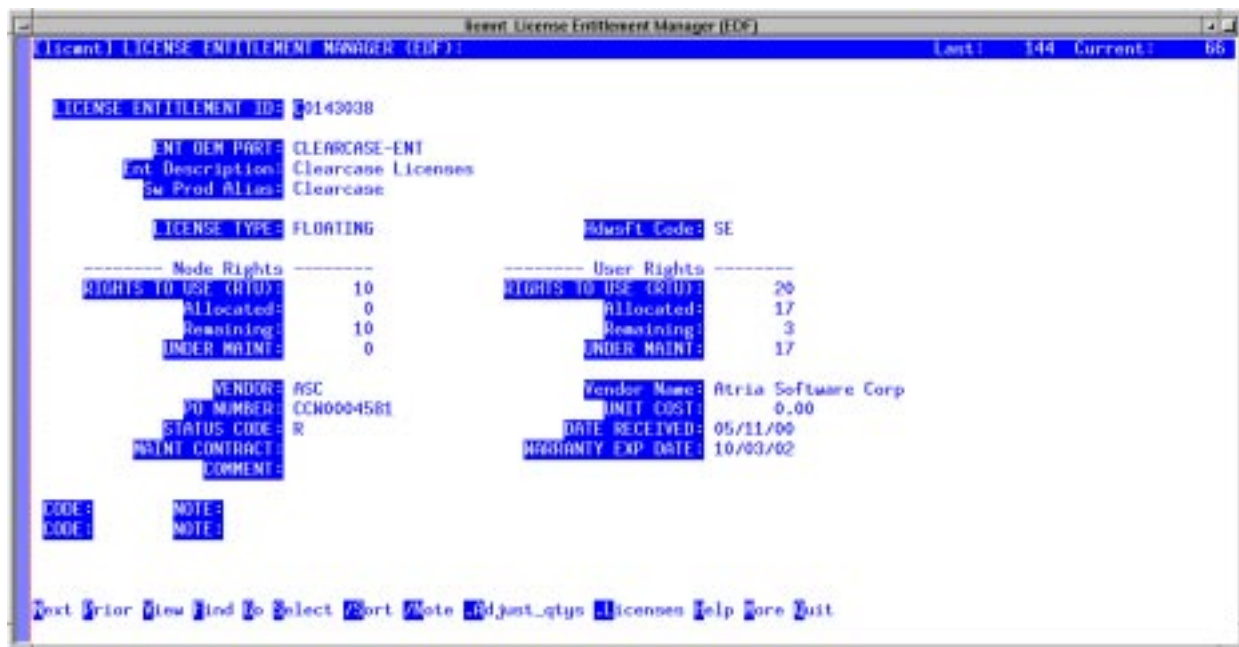 licmnt License Entitlement Manager (EDF)
[licmnt] LICENSE ENTITLEMENT MANAGER (EDF): Last: 144 Current: 66
LICENSE ENTITLEMENT ID: C0143038
ENT OEM PART: CLEARCASE-ENT
Ent Description: Clearcase Licenses
Sw Prod Alias: Clearcase
LICENSE TYPE: FLOATING Hdwsft Code: SE
-------- Node Rights -------- -------- User Rights --------
RIGHTS TO USE (RTU): 10 RIGHTS TO USE (RTU): 20
Allocated: 0 Allocated: 17
Remaining: 10 Remaining: 3
UNDER MAINT: 0 UNDER MAINT: 17
VENDOR: ASC Vendor Name: Atria Software Corp
PO NUMBER: CCW0004581 UNIT COST: 0.00
STATUS CODE: R DATE RECEIVED: 05/11/00
MAINT CONTRACT: WARRANTY EXP DATE: 10/03/02
COMMENT:
CODE: NOTE:
CODE: NOTE:
Next Prior View Find Go Select /Sort /Note .Adjust_qtys .Licenses Help More Quit